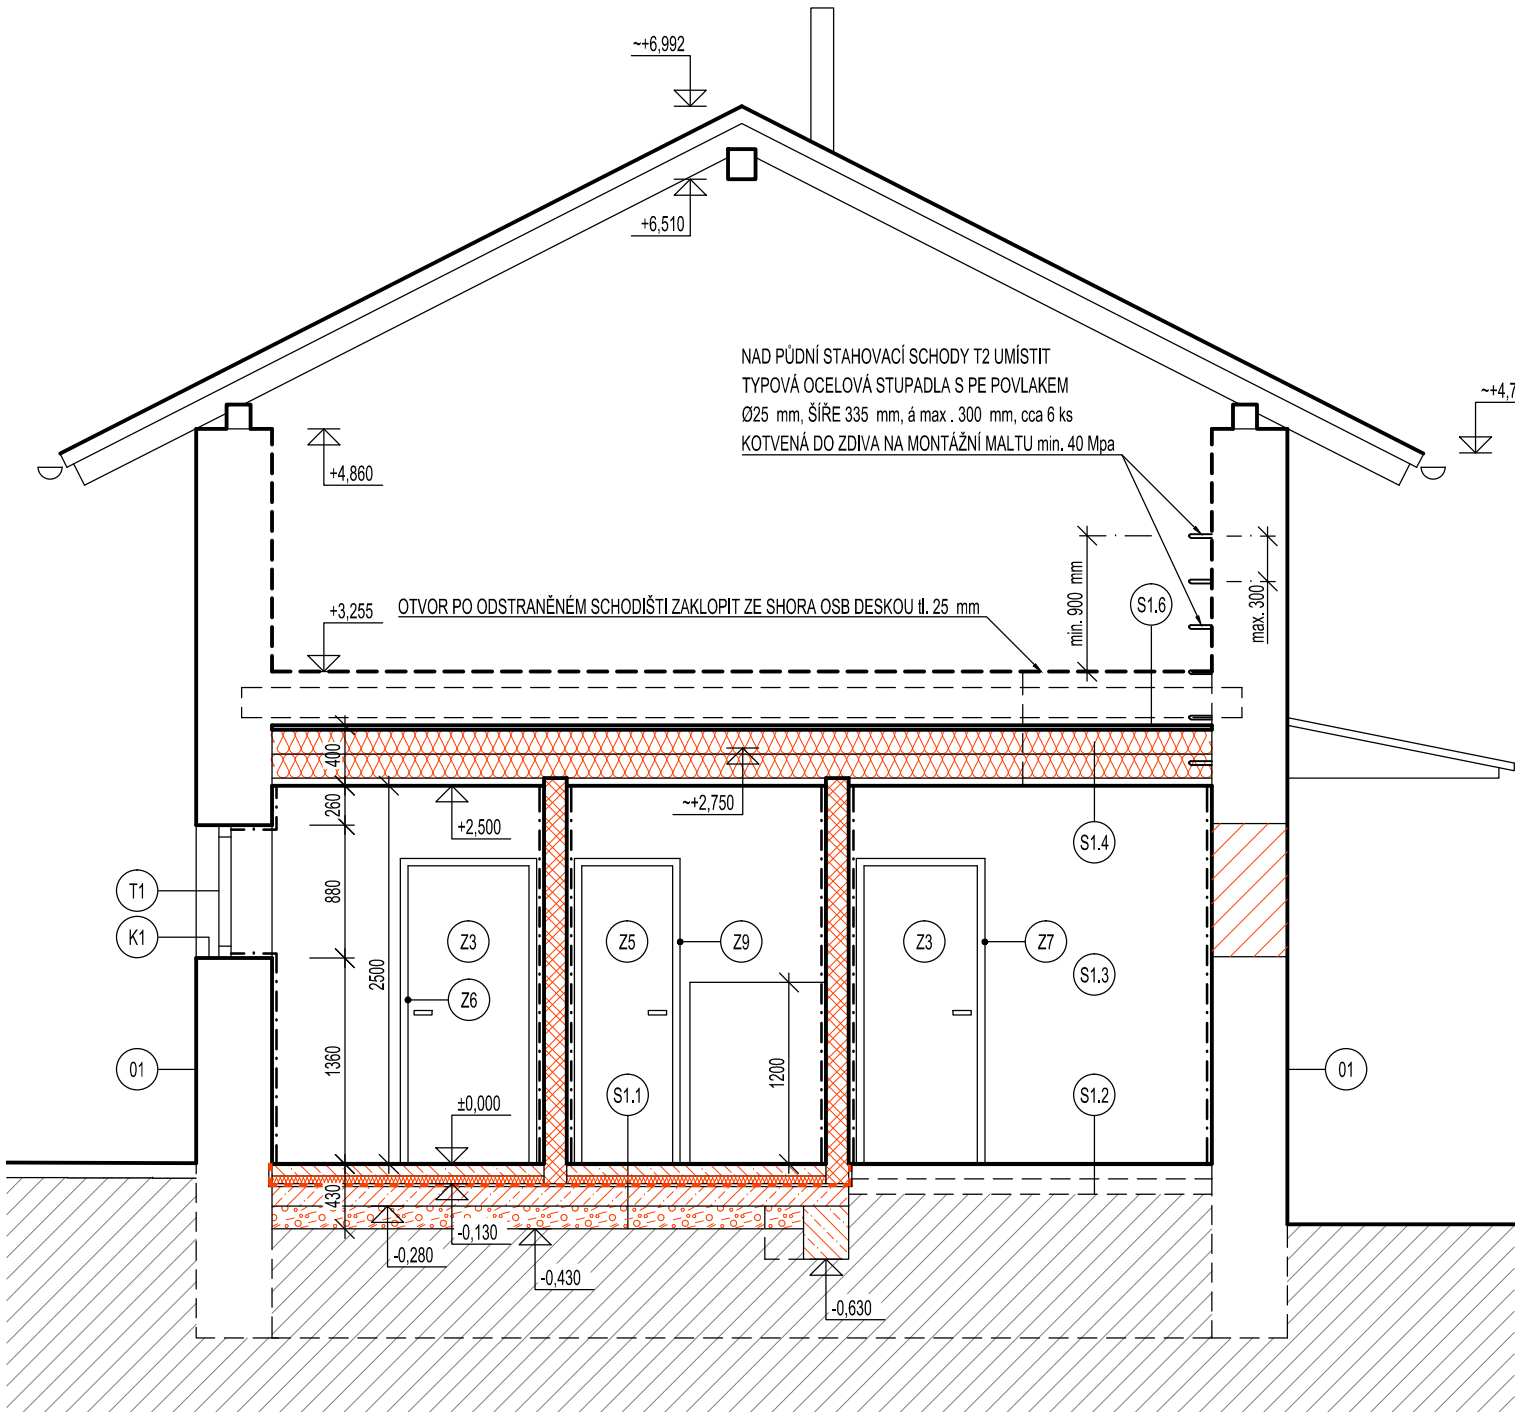 ~+6,992
+6,510
NAD PŮDNÍ STAHOVACÍ SCHODY T2 UMÍSTIT
TYPOVÁ OCELOVÁ STUPADLA S PE POVLAKEM
Ø25 mm, ŠÍŘE 335 mm, á max. 300 mm, cca 6 ks
KOTVENÁ DO ZDIVA NA MONTÁŽNÍ MALTU min. 40 Mpa
~+4,7
+4,860
min. 900 mm
max. 300
+3,255
OTVOR PO ODSTRANĚNÉM SCHODIŠTI ZAKLOPIT ZE SHORA OSB DESKOU tl. 25 mm
S1.6
400
260
~+2,750
+2,500
S1.4
T1
880
K1
Z3
Z5
Z9
Z3
Z7
2500
S1.3
Z6
01
1360
1200
01
±0,000
S1.1
S1.2
430
-0,130
-0,280
-0,430
-0,630